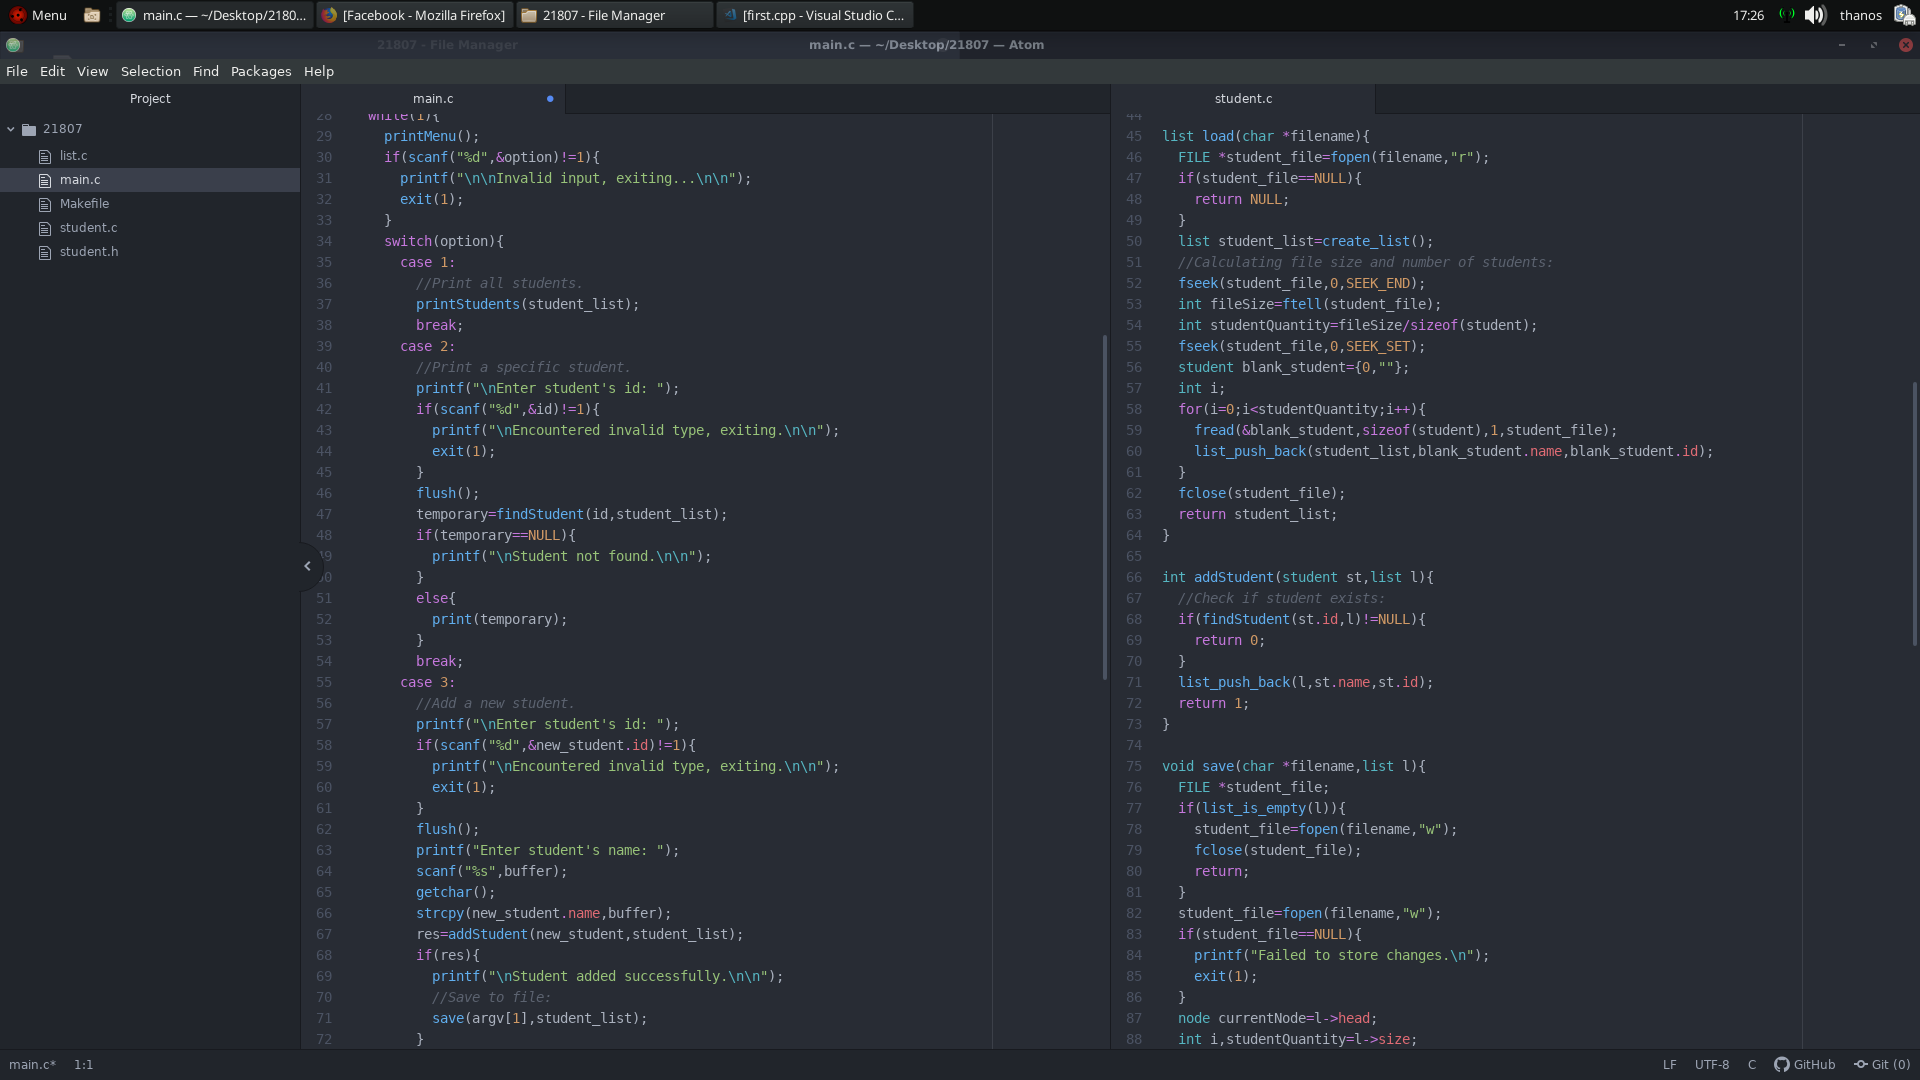 Menu
main.c — ~/Desktop/2180...
[Facebook - Mozilla Firefox]
21807 - File Manager
[first.cpp - Visual Studio C...
17:26
thanos
21807 - File Manager
main.c — ~/Desktop/21807 — Atom
File Edit View Selection Find Packages Help
Project
21807
list.c
main.c
Makefile
student.c
student.h
main.c
28 while(1){
29 printMenu();
30 if(scanf("%d",&option)!=1){
31 printf("\n\nInvalid input, exiting...\n\n");
32 exit(1);
33 }
34 switch(option){
35 case 1:
36 //Print all students.
37 printStudents(student_list);
38 break;
39 case 2:
40 //Print a specific student.
41 printf("\nEnter student's id: ");
42 if(scanf("%d",&id)!=1){
43 printf("\nEncountered invalid type, exiting.\n\n");
44 exit(1);
45 }
46 flush();
47 temporary=findStudent(id,student_list);
48 if(temporary==NULL){
49 printf("\nStudent not found.\n\n");
50 }
51 else{
52 print(temporary);
53 }
54 break;
55 case 3:
56 //Add a new student.
57 printf("\nEnter student's id: ");
58 if(scanf("%d",&new_student.id)!=1){
59 printf("\nEncountered invalid type, exiting.\n\n");
60 exit(1);
61 }
62 flush();
63 printf("Enter student's name: ");
64 scanf("%s",buffer);
65 getchar();
66 strcpy(new_student.name,buffer);
67 res=addStudent(new_student,student_list);
68 if(res){
69 printf("\nStudent added successfully.\n\n");
70 //Save to file:
71 save(argv[1],student_list);
72 }
student.c
44
45 list load(char *filename){
46 FILE *student_file=fopen(filename,"r");
47 if(student_file==NULL){
48 return NULL;
49 }
50 list student_list=create_list();
51 //Calculating file size and number of students:
52 fseek(student_file,0,SEEK_END);
53 int fileSize=ftell(student_file);
54 int studentQuantity=fileSize/sizeof(student);
55 fseek(student_file,0,SEEK_SET);
56 student blank_student={0,""};
57 int i;
58 for(i=0;i<studentQuantity;i++){
59 fread(&blank_student,sizeof(student),1,student_file);
60 list_push_back(student_list,blank_student.name,blank_student.id);
61 }
62 fclose(student_file);
63 return student_list;
64 }
65
66 int addStudent(student st,list l){
67 //Check if student exists:
68 if(findStudent(st.id,l)!=NULL){
69 return 0;
70 }
71 list_push_back(l,st.name,st.id);
72 return 1;
73 }
74
75 void save(char *filename,list l){
76 FILE *student_file;
77 if(list_is_empty(l)){
78 student_file=fopen(filename,"w");
79 fclose(student_file);
80 return;
81 }
82 student_file=fopen(filename,"w");
83 if(student_file==NULL){
84 printf("Failed to store changes.\n");
85 exit(1);
86 }
87 node currentNode=l->head;
88 int i,studentQuantity=l->size;
main.c* 1:1
LF UTF-8 C GitHub Git (0)